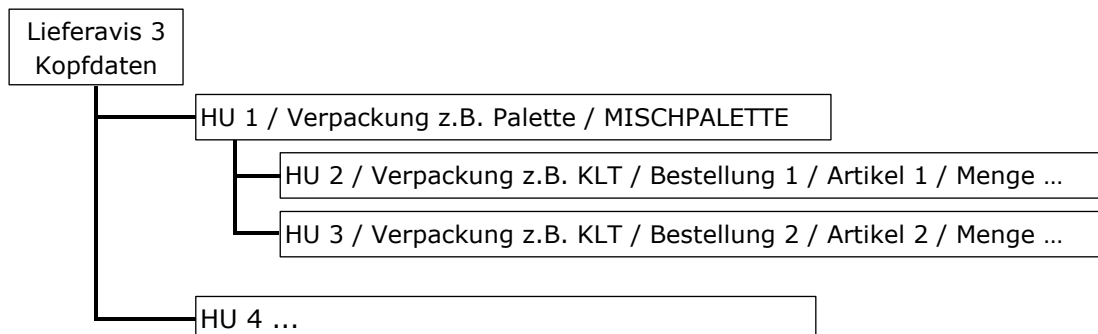 Lieferavis 3
Kopfdaten
HU 1 / Verpackung z.B. Palette / MISCHPALETTE
HU 2 / Verpackung z.B. KLT / Bestellung 1 / Artikel 1 / Menge …
HU 3 / Verpackung z.B. KLT / Bestellung 2 / Artikel 2 / Menge …
HU 4 ...